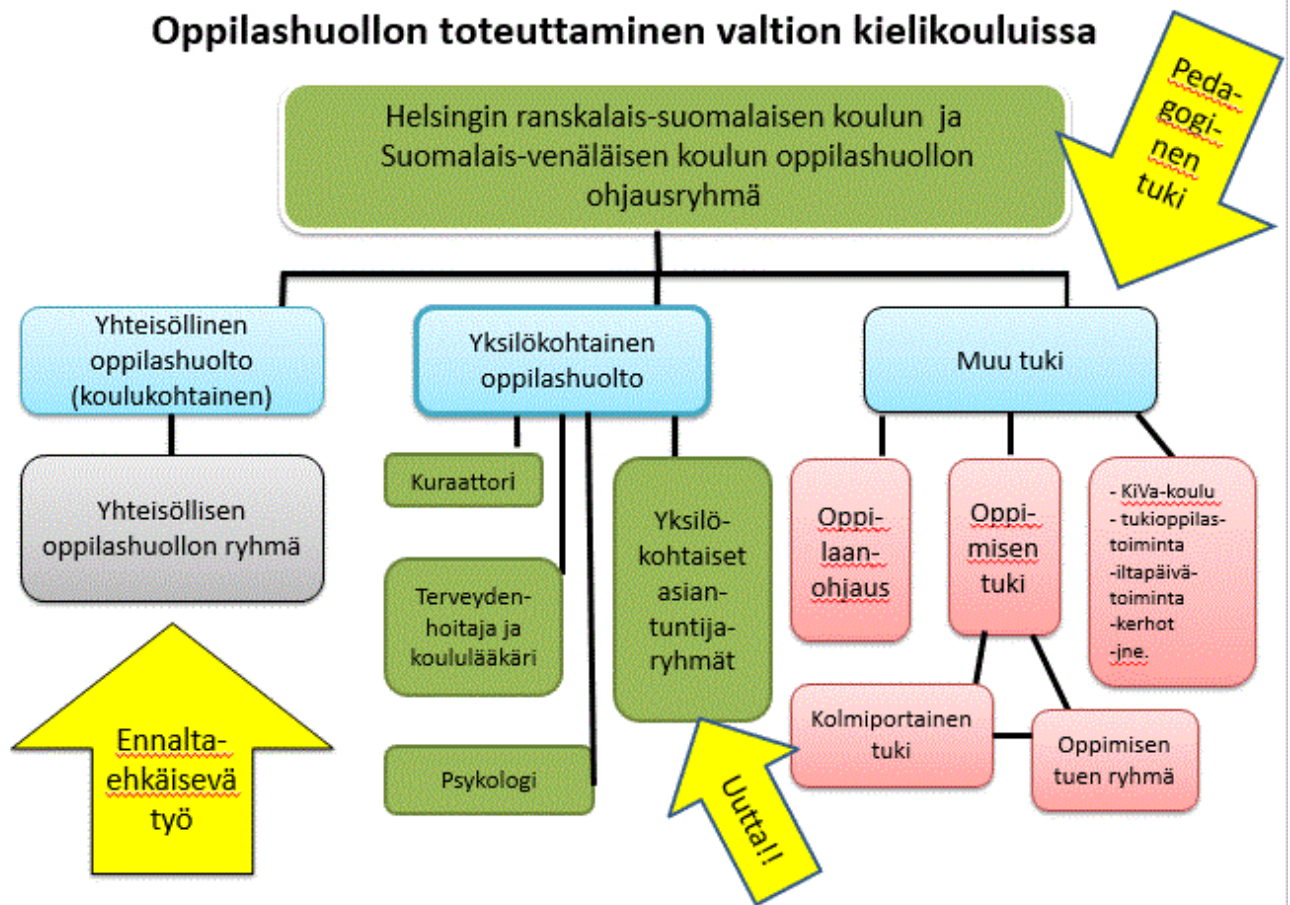 Oppilashuollon toteuttaminen valtion kielikouluissa
Peda-
gogi-
nen
tuki
Helsingin ranskalais-suomalaisen koulun ja
Suomalais-venäläisen koulun oppilashuollon
ohjausryhmä
Yhteisöllinen
oppilashuolto
(koulukohtainen)
Yksilökohtainen
oppilashuolto
Muu tuki
Yhteisöllisen
oppilashuollon ryhmä
Kuraattori
Terveyden-
hoitaja ja
koululääkäri
Psykologi
Yksilö-
kohtaiset
asian-
tuntija-
ryhmät
Oppi-
laan-
ohjaus
Oppi-
misen
tuki
- KiVa-koulu
- tukioppilas-
toiminta
-iltapäivä-
toiminta
-kerhot
-jne.
Kolmiportainen
tuki
Oppimisen
tuen ryhmä
Ennalta-
ehkäisevä
työ
Uutta!!